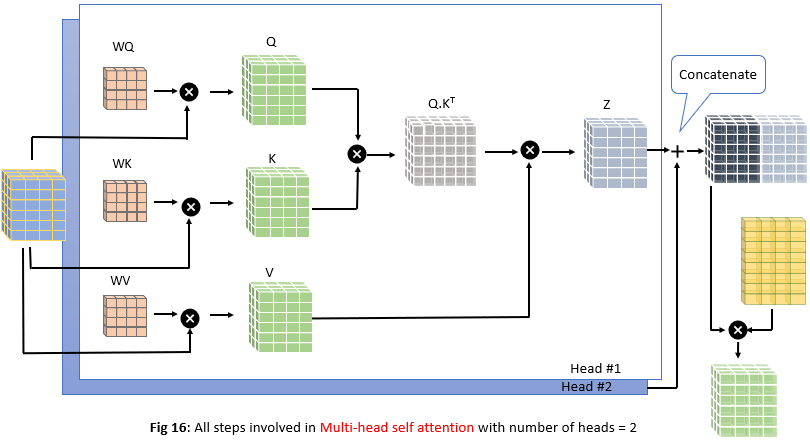 WQ
Q
Concatenate
Q.Kᵀ
Z
WK
K
WV
V
Head #1
Head #2
Fig 16: All steps involved in Multi-head self attention with number of heads = 2